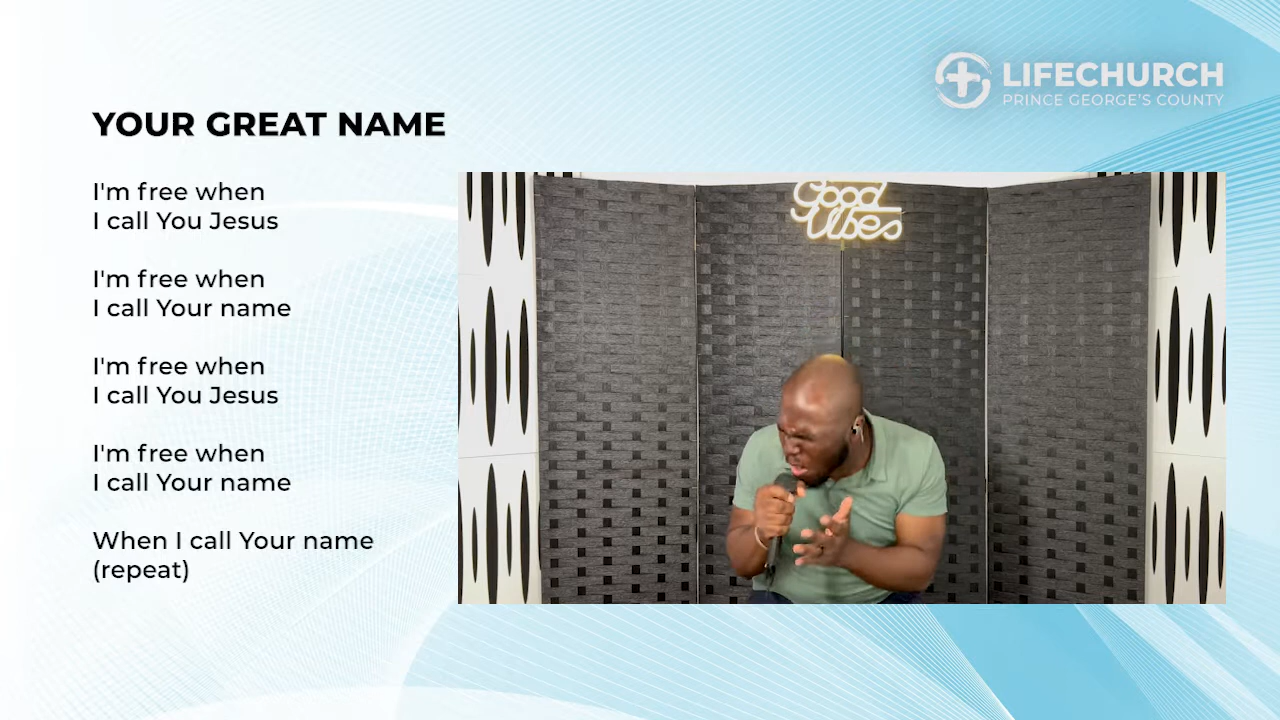 LIFECHURCH
PRINCE GEORGE'S COUNTY
YOUR GREAT NAME
I'm free when
I call You Jesus
I'm free when
I call Your name
I'm free when
I call You Jesus
I'm free when
I call Your name
When I call Your name
(repeat)
Good
Vibes